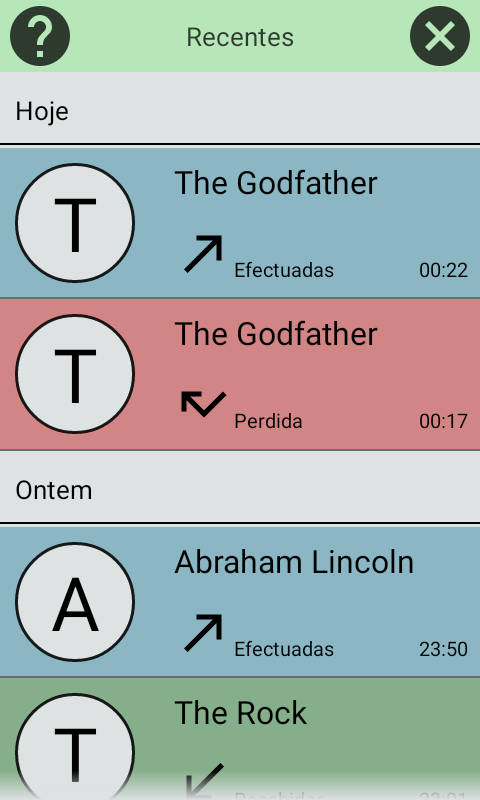 Recentes
Hoje
T
The Godfather
Efectuadas 00:22
T
The Godfather
Perdida 00:17
Ontem
A
Abraham Lincoln
Efectuadas 23:50
T
The Rock